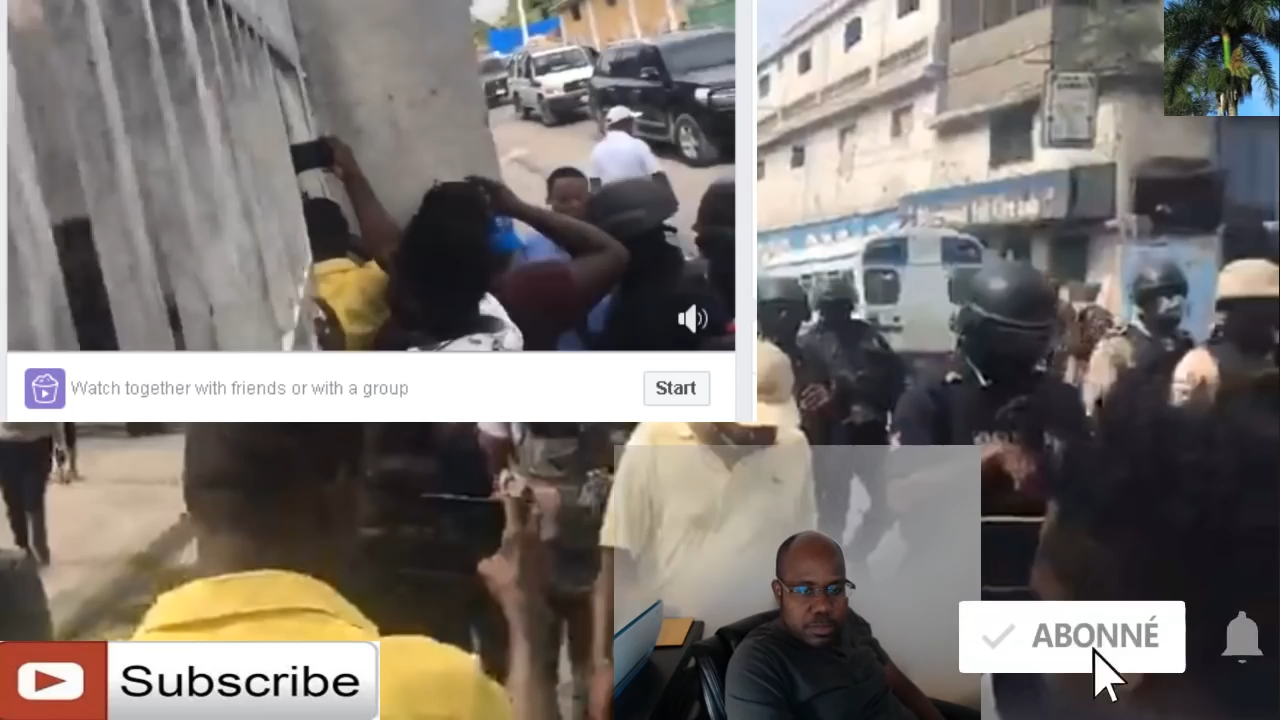 Watch together with friends or with a group
Start
Subscribe
ABONNÉ